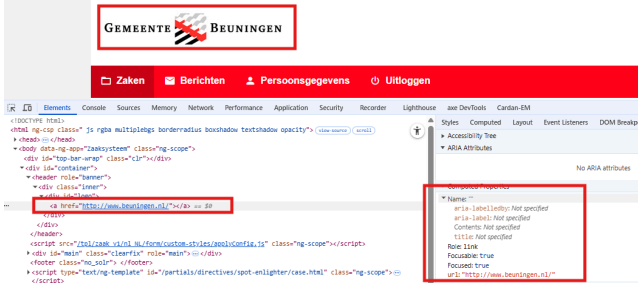 GEMEENTE BEUNINGEN
Zaken Berichten Persoonsgegevens Uitloggen
Elements Console Sources Memory Network Performance Application Security Recorder Lighthouse axe DevTools Cardan-EM
Styles Computed Layout Event Listeners DOM Breakp
<!DOCTYPE html>
<html ng-csp class=" js rgba multiplebgs borderradius boxshadow textshadow opacity"> view-source scroll
<head> </head>
<body data-ng-app="Zaaksysteem" class="ng-scope">
<div id="top-bar-wrap" class="clr"></div>
<div id="container">
<header role="banner">
<div class="inner">
<div id="logo">
<a href="http://www.beuningen.nl/"></a> == $0
</div>
</div>
</header>
<script src="/tpl/zaak_v1/nl_NL/form/custom-styles/applyConfig.js" class="ng-scope"></script>
<div id="main" class="clearfix" role="main"> </div>
<footer class="no_solr"> </footer>
<script type="text/ng-template" id="/partials/directives/spot-enlighter/case.html" class="ng-scope">
</script>
Accessibility Tree
ARIA Attributes
No ARIA attributes
Computed Properties
Name: ""
aria-labelledby: Not specified
aria-label: Not specified
Contents: Not specified
title: Not specified
Role: link
Focusable: true
Focused: true
url: "http://www.beuningen.nl/"